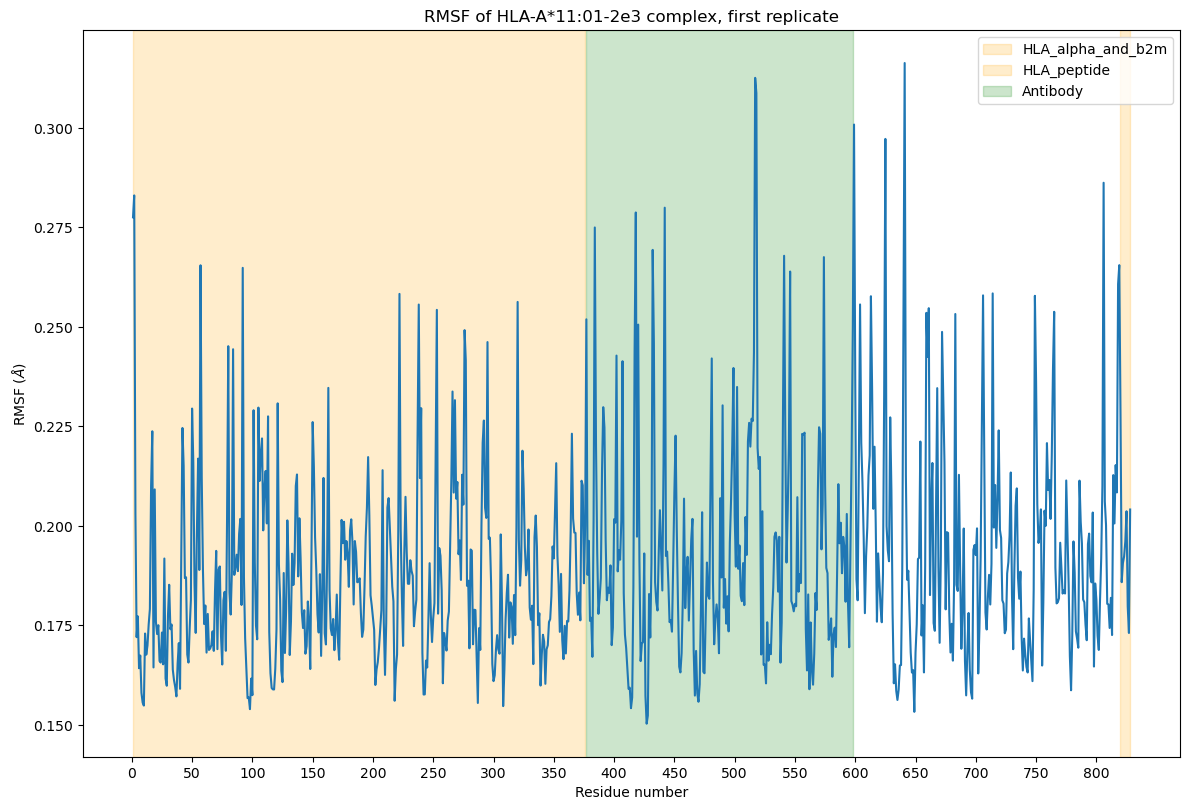 RMSF of HLA-A*11:01-2e3 complex, first replicate
HLA_alpha_and_b2m
HLA_peptide
Antibody
RMSF (Å)
0.300
0.275
0.250
0.225
0.200
0.175
0.150
0 50 100 150 200 250 300 350 400 450 500 550 600 650 700 750 800
Residue number